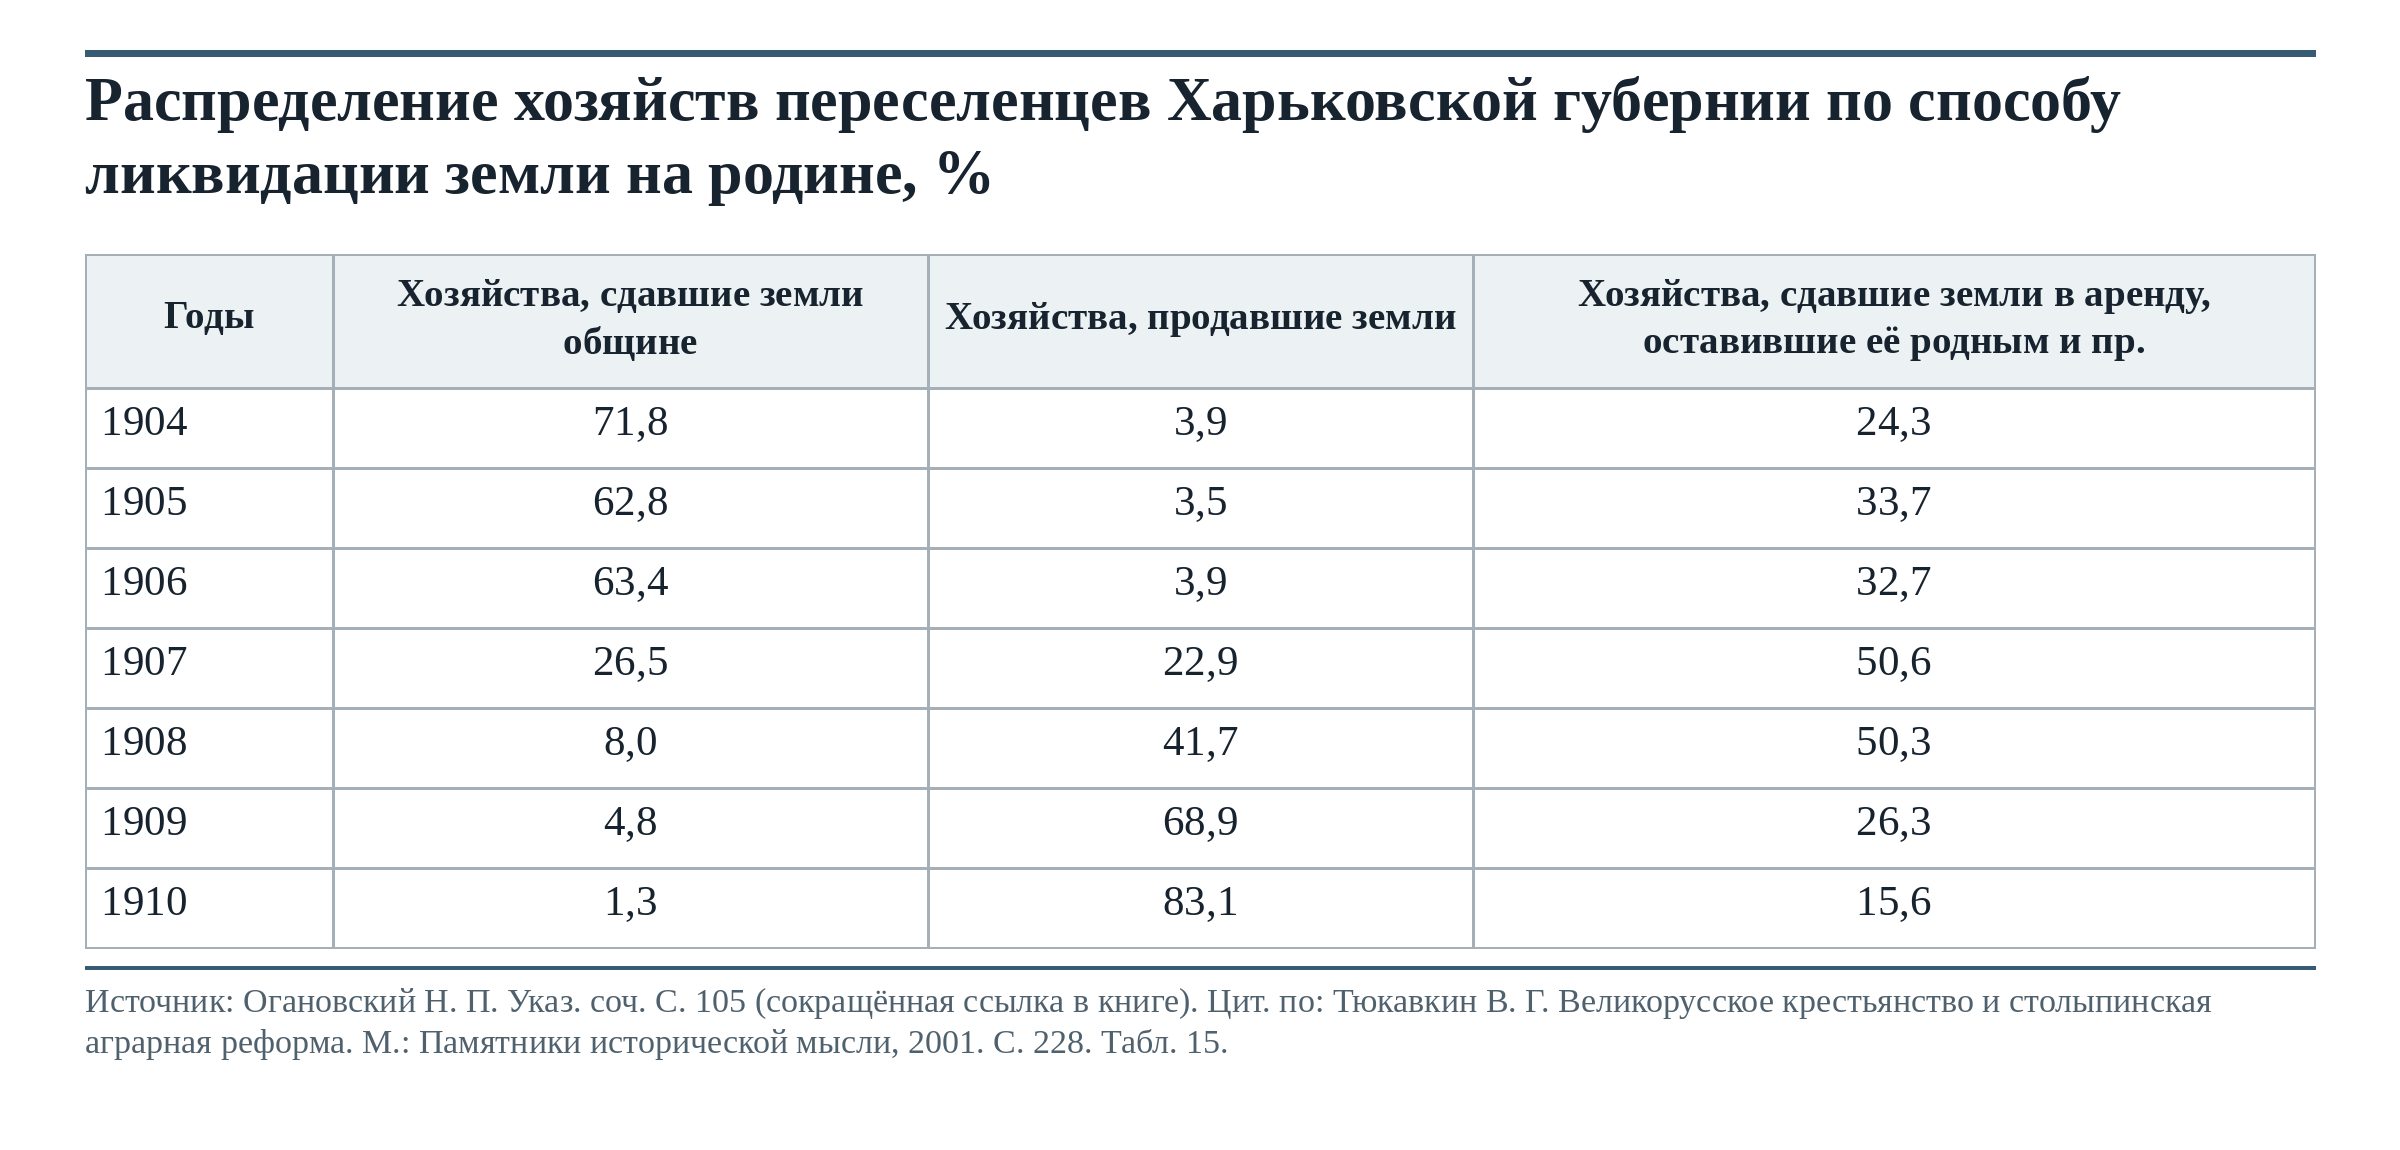 Распределение хозяйств переселенцев Харьковской губернии по способу
ликвидации земли на родине, %
Годы
Хозяйства, сдавшие земли
общине
Хозяйства, продавшие земли
Хозяйства, сдавшие земли в аренду,
оставившие её родным и пр.
1904 71,8 3,9 24,3
1905 62,8 3,5 33,7
1906 63,4 3,9 32,7
1907 26,5 22,9 50,6
1908 8,0 41,7 50,3
1909 4,8 68,9 26,3
1910 1,3 83,1 15,6
Источник: Огановский Н. П. Указ. соч. С. 105 (сокращённая ссылка в книге). Цит. по: Тюкавкин В. Г. Великорусское крестьянство и столыпинская
аграрная реформа. М.: Памятники исторической мысли, 2001. С. 228. Табл. 15.